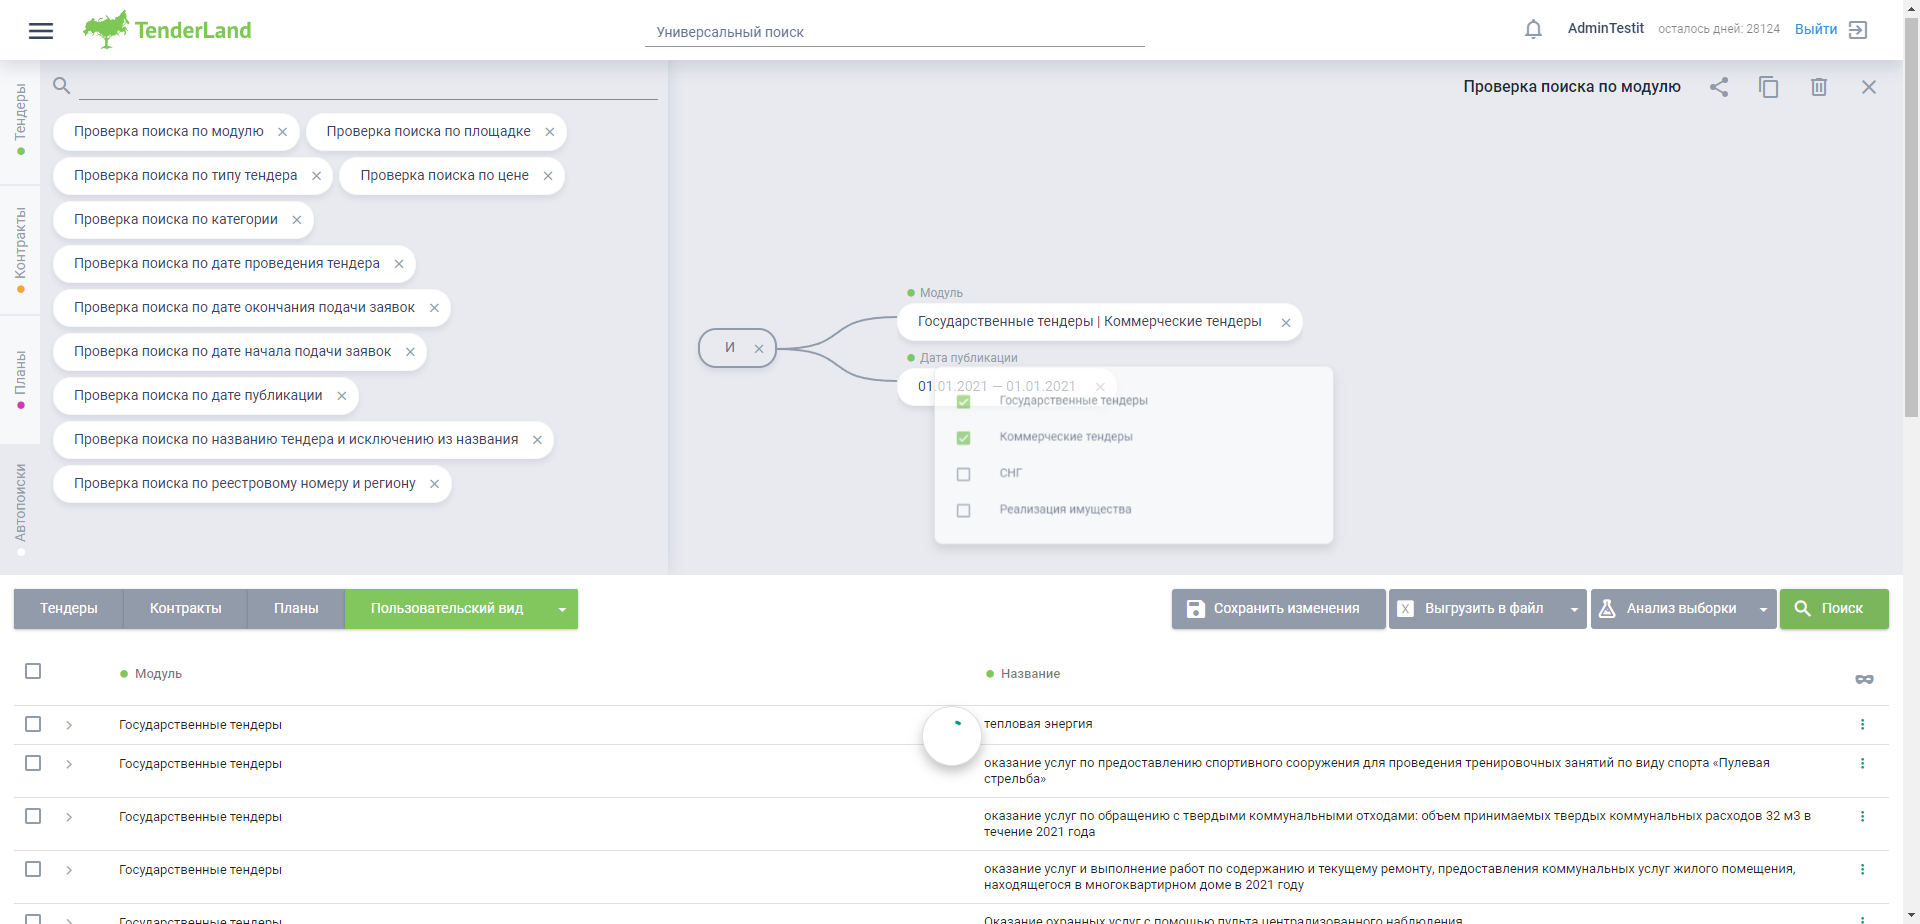 TenderLand
Универсальный поиск
AdminTestit
осталось дней: 28124
Выйти
Тендеры
Контракты
Планы
Автопоиски
Проверка поиска по модулю
Проверка поиска по площадке
Проверка поиска по типу тендера
Проверка поиска по цене
Проверка поиска по категории
Проверка поиска по дате проведения тендера
Проверка поиска по дате окончания подачи заявок
Проверка поиска по дате начала подачи заявок
Проверка поиска по дате публикации
Проверка поиска по названию тендера и исключению из названия
Проверка поиска по реестровому номеру и региону
Проверка поиска по модулю
И
Модуль
Государственные тендеры | Коммерческие тендеры
Дата публикации
01.01.2021 — 01.01.2021
Государственные тендеры
Коммерческие тендеры
СНГ
Реализация имущества
Тендеры
Контракты
Планы
Пользовательский вид
Сохранить изменения
X Выгрузить в файл
Анализ выборки
Поиск
Модуль
Название
Государственные тендеры
тепловая энергия
Государственные тендеры
оказание услуг по предоставлению спортивного сооружения для проведения тренировочных занятий по виду спорта «Пулевая
стрельба»
Государственные тендеры
оказание услуг по обращению с твердыми коммунальными отходами: объем принимаемых твердых коммунальных расходов 32 м3 в
течение 2021 года
Государственные тендеры
оказание услуг и выполнение работ по содержанию и текущему ремонту, предоставления коммунальных услуг жилого помещения,
находящегося в многоквартирном доме в 2021 году
Государственные тендеры
Оказание охранных услуг с помощью пульта централизованного наблюдения